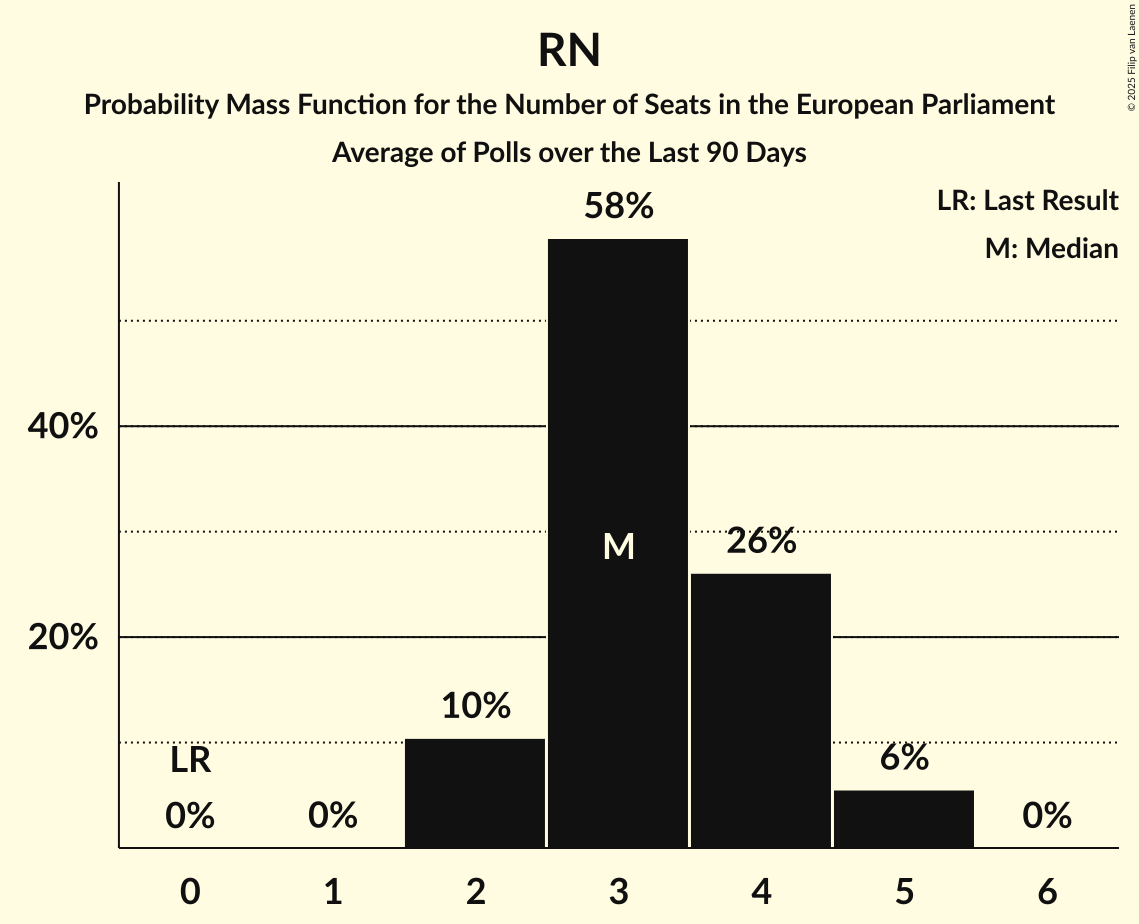 RN
Probability Mass Function for the Number of Seats in the European Parliament
Average of Polls over the Last 90 Days
© 2025 Filip van Laenen
LR: Last Result
M: Median
58%
40%
M
26%
20%
10%
LR
6%
0%
0%
0%
0 1 2 3 4 5 6